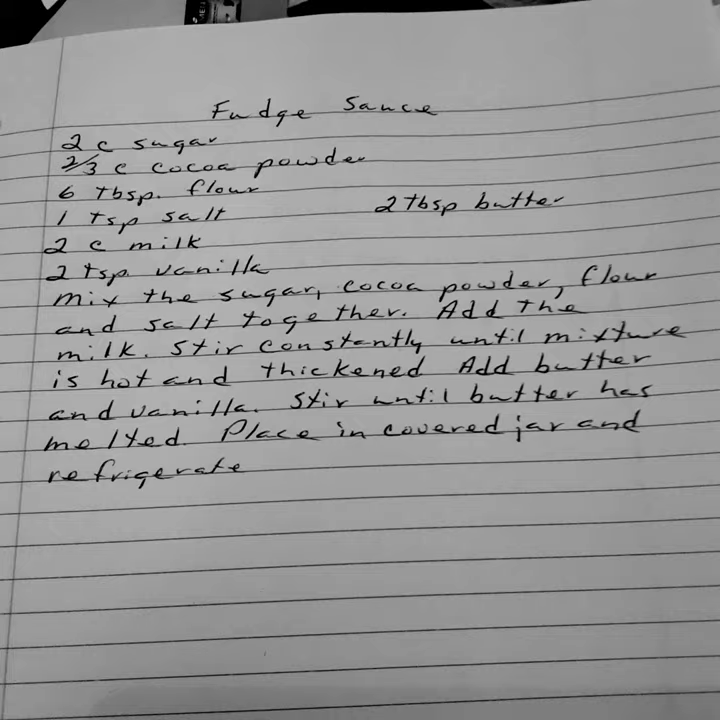 Fudge Sauce
2 c sugar
2/3 c cocoa powder
6 tbsp. flour
1 tsp salt
2 tbsp butter
2 c milk
2 tsp. vanilla
mix the sugar, cocoa powder, flour
and salt together. Add the
milk. Stir constantly until mixture
is hot and thickened Add butter
and vanilla. Stir until butter has
melted. Place in covered jar and
refrigerate